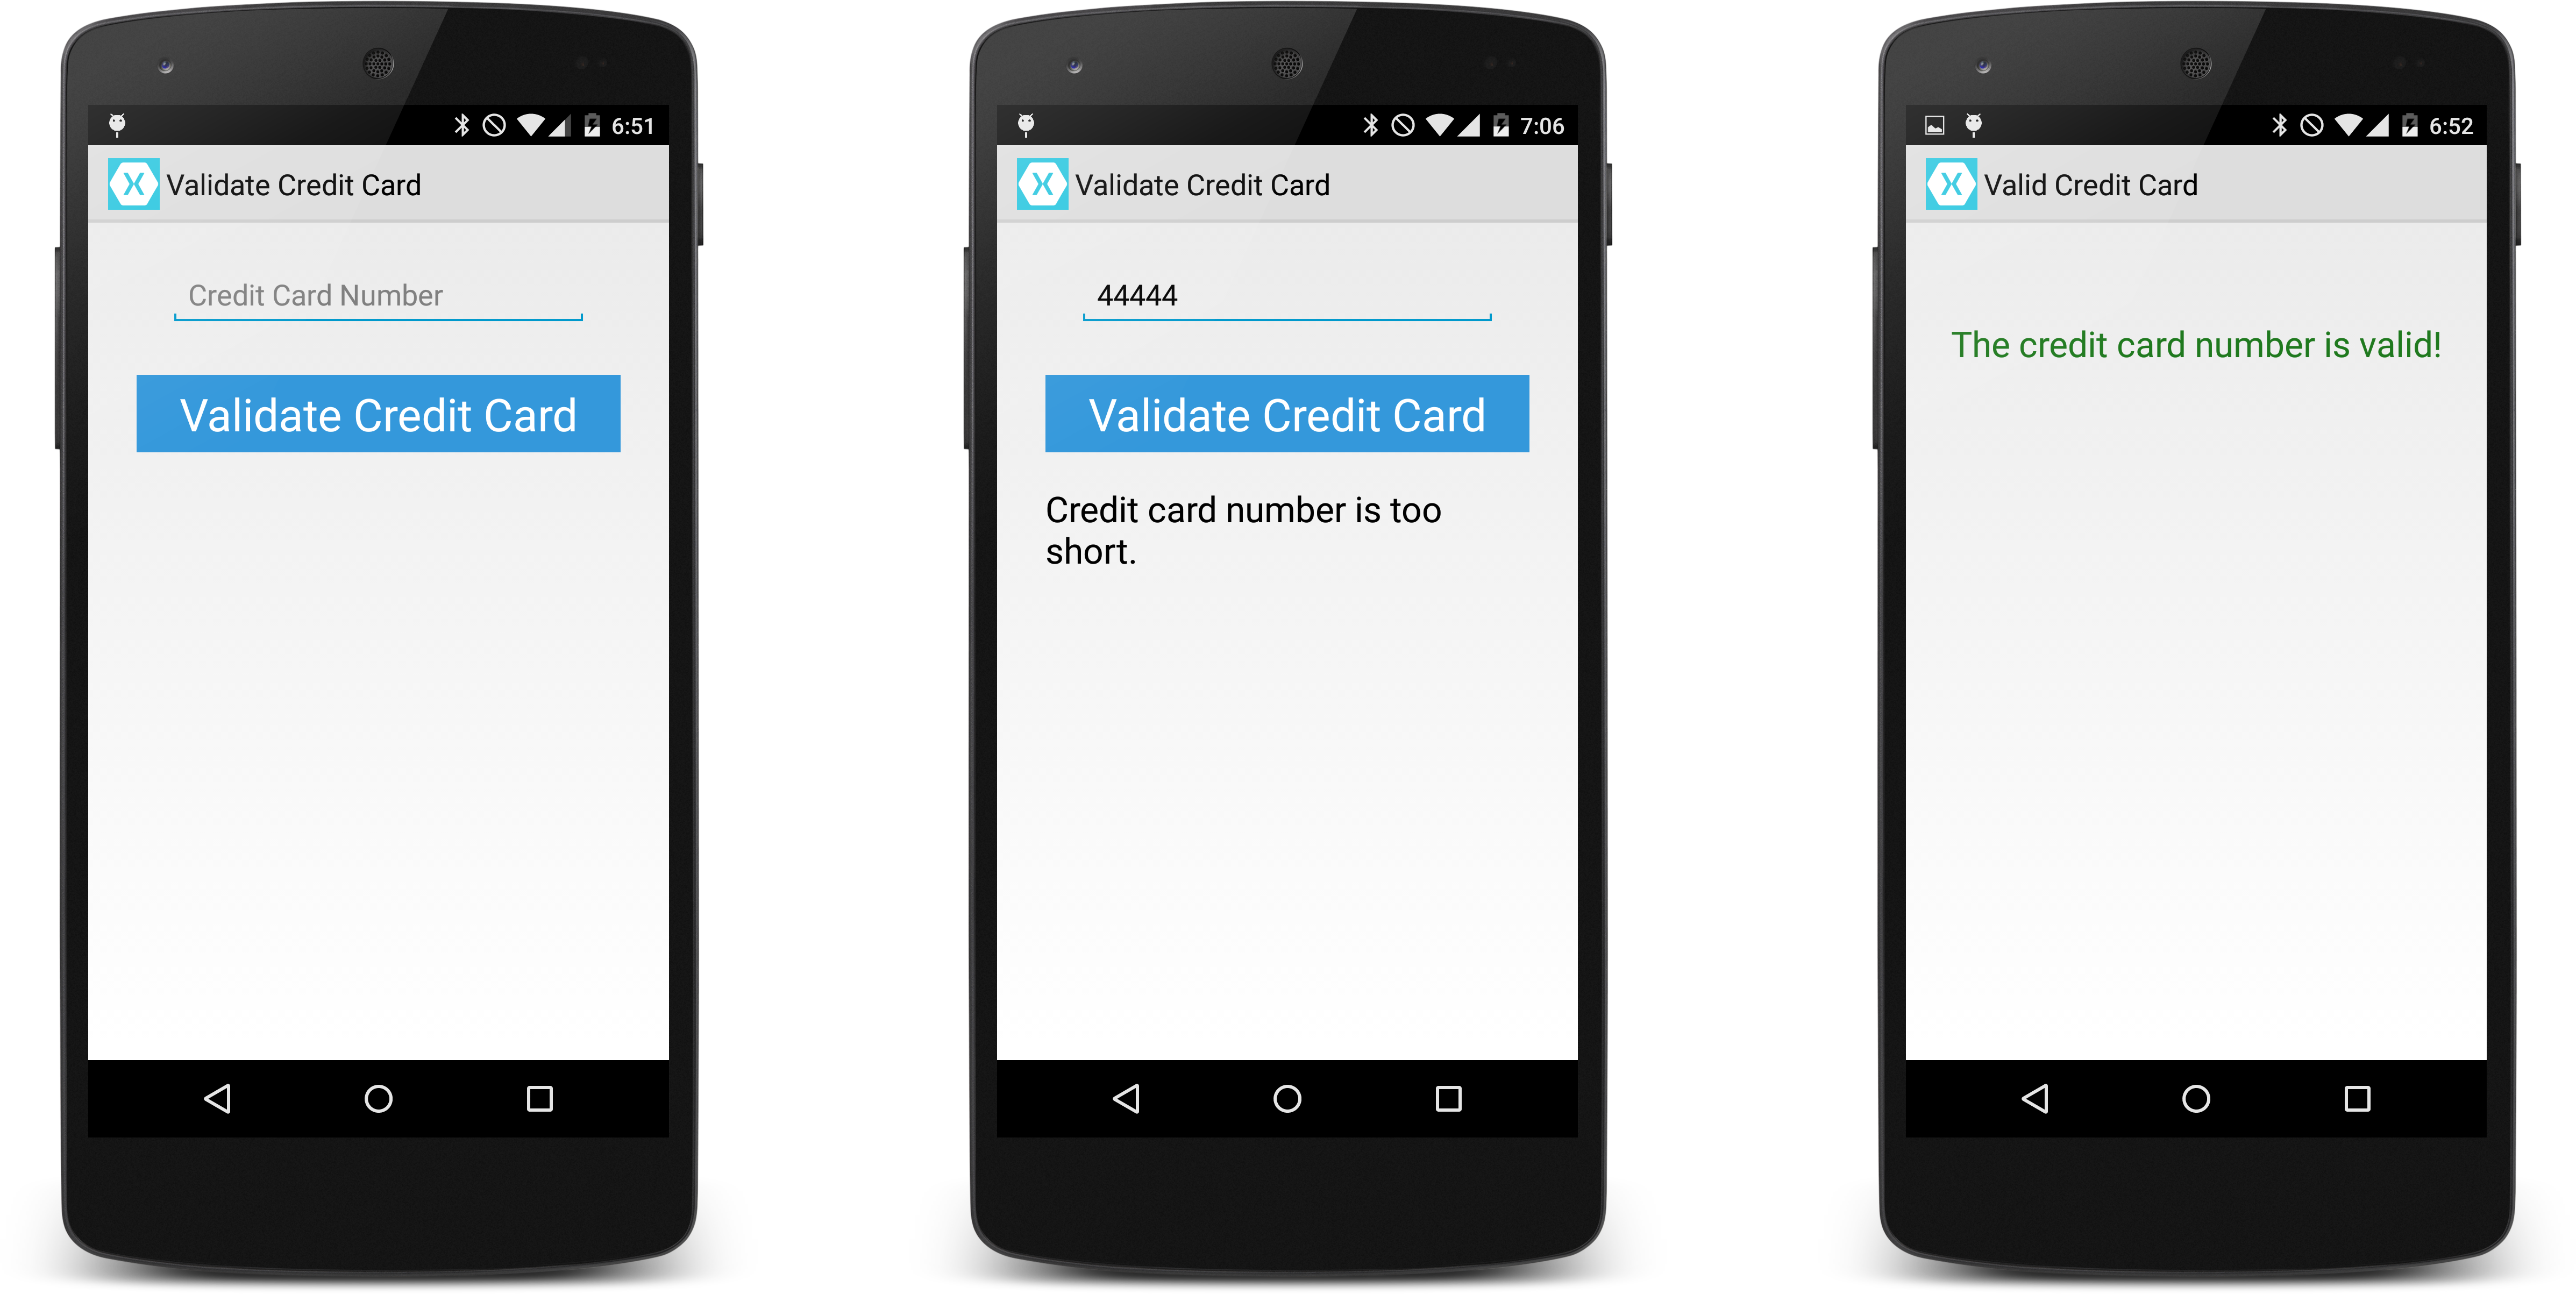 6:51
Validate Credit Card
Credit Card Number
Validate Credit Card
7:06
Validate Credit Card
44444
Validate Credit Card
Credit card number is too
short.
6:52
Valid Credit Card
The credit card number is valid!